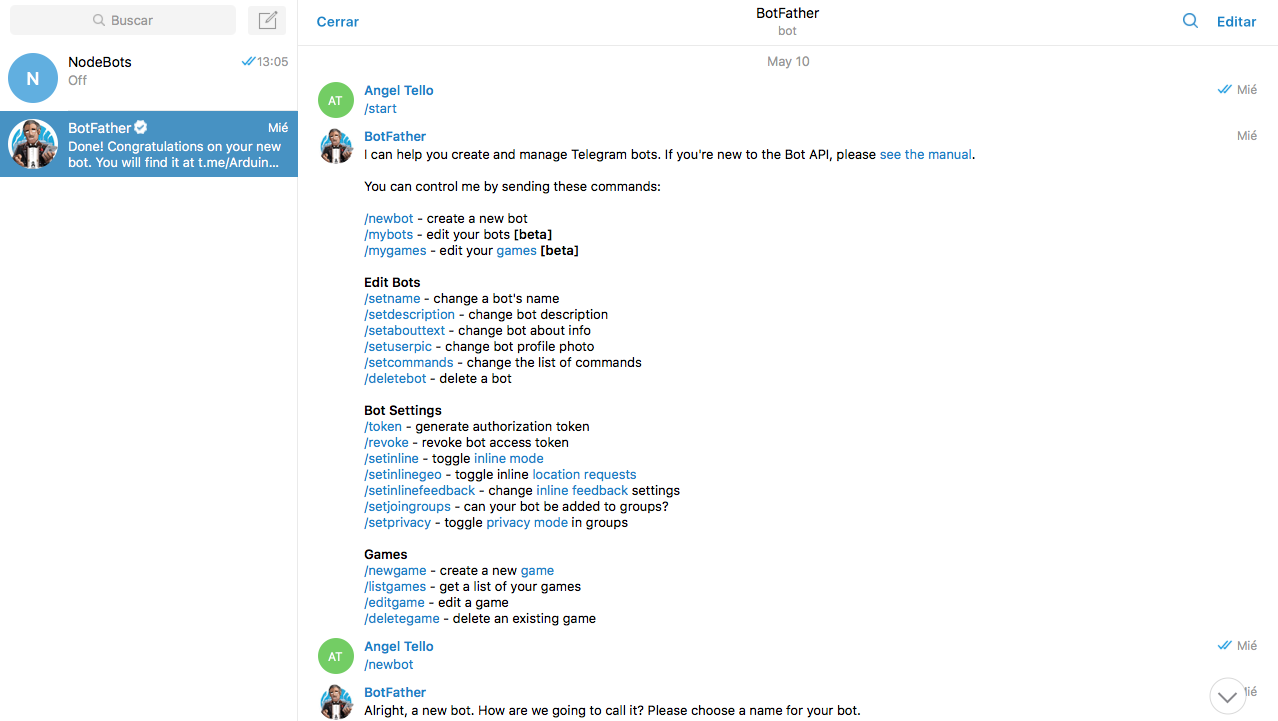 Buscar
Cerrar
BotFather
bot
Editar
NodeBots
13:05
Off
BotFather
Mié
Done! Congratulations on your new
bot. You will find it at t.me/Arduin...
May 10
AT
Angel Tello
Mié
/start
BotFather
Mié
I can help you create and manage Telegram bots. If you're new to the Bot API, please see the manual.
You can control me by sending these commands:
/newbot - create a new bot
/mybots - edit your bots [beta]
/mygames - edit your games [beta]
Edit Bots
/setname - change a bot's name
/setdescription - change bot description
/setabouttext - change bot about info
/setuserpic - change bot profile photo
/setcommands - change the list of commands
/deletebot - delete a bot
Bot Settings
/token - generate authorization token
/revoke - revoke bot access token
/setinline - toggle inline mode
/setinlinegeo - toggle inline location requests
/setinlinefeedback - change inline feedback settings
/setjoingroups - can your bot be added to groups?
/setprivacy - toggle privacy mode in groups
Games
/newgame - create a new game
/listgames - get a list of your games
/editgame - edit a game
/deletegame - delete an existing game
AT
Angel Tello
Mié
/newbot
BotFather
Alright, a new bot. How are we going to call it? Please choose a name for your bot.
N